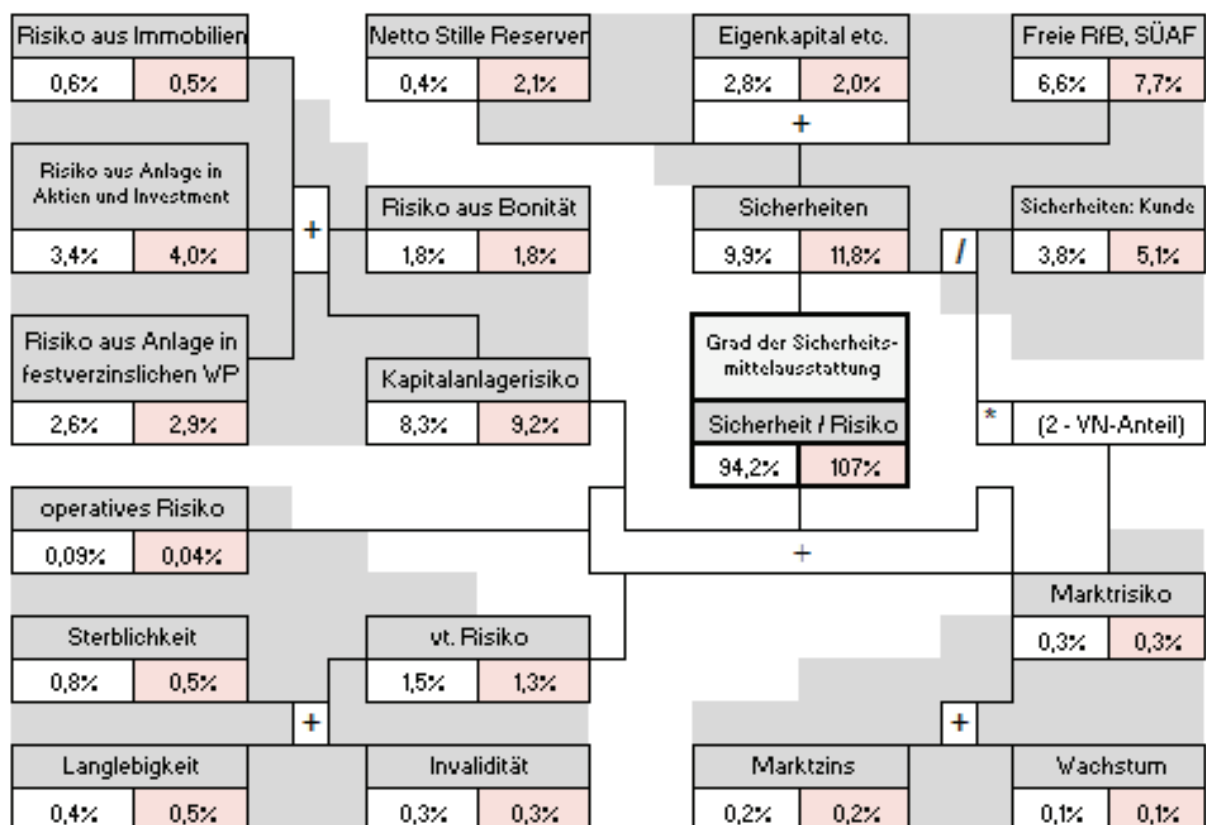 Risiko aus Immobilien
0,6% 0,5%
Netto Stille Reserven
0,4% 2,1%
Eigenkapital etc.
2,8% 2,0%
Freie RfB, SÜAF
6,6% 7,7%
+
Risiko aus Anlage in
Aktien und Investment
3,4% 4,0%
+
Risiko aus Bonität
1,8% 1,8%
Sicherheiten
9,9% 11,8%
/
Sicherheiten: Kunde
3,8% 5,1%
Risiko aus Anlage in
festverzinslichen WP
2,6% 2,9%
Kapitalanlagerisiko
8,3% 9,2%
Grad der Sicherheits-
mittelausstattung
Sicherheit / Risiko
94,2% 107%
*
(2 - VN-Anteil)
operatives Risiko
0,09% 0,04%
+
Marktrisiko
0,3% 0,3%
Sterblichkeit
0,8% 0,5%
vt. Risiko
1,5% 1,3%
+
+
Langlebigkeit
0,4% 0,5%
Invalidität
0,3% 0,3%
Marktzins
0,2% 0,2%
Wachstum
0,1% 0,1%